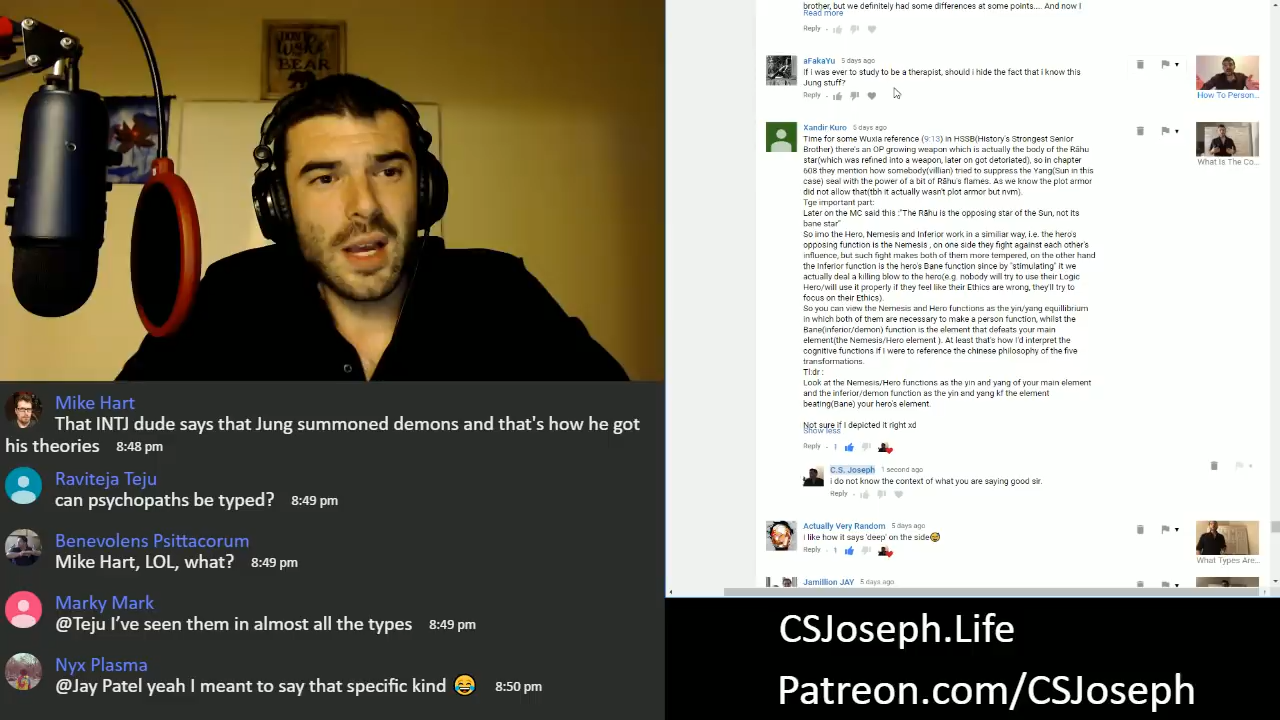 DON'T
WOKE
THE
BEAR
Mike Hart
That INTJ dude says that Jung summoned demons and that's how he got
his theories 8:48 pm
Raviteja Teju
can psychopaths be typed? 8:49 pm
Benevolens Psittacorum
Mike Hart, LOL, what? 8:49 pm
Marky Mark
@Teju I've seen them in almost all the types 8:49 pm
Nyx Plasma
@Jay Patel yeah I meant to say that specific kind 😂 8:50 pm
brother, but we definitely had some differences at some points.... And now I
Read more
Reply
aFakaYu 5 days ago
If i was ever to study to be a therapist, should i hide the fact that i know this
Jung stuff?
Reply
How To Person...
Xandir Kuro 5 days ago
Time for some Wuxia reference (9:13) in HSSB(History's Strongest Senior
Brother) there's an OP growing weapon which is actually the body of the Rāhu
star(which was refined into a weapon, later on got detoriated), so in chapter
608 they mention how somebody(villian) tried to suppress the Yang(Sun in this
case) seal with the power of a bit of Rāhu's flames. As we know the plot armor
did not allow that(tbh it actually wasn't plot armor but nvm).
Tge important part:
Later on the MC said this :"The Rāhu is the opposing star of the Sun, not its
bane star"
So imo the Hero, Nemesis and Inferior work in a similiar way, i.e. the hero's
opposing function is the Nemesis , on one side they fight against each other's
influence, but such fight makes both of them more tempered, on the other hand
the Inferior function is the hero's Bane function since by "stimulating" it we
actually deal a killing blow to the hero(e.g. nobody will try to use their Logic
Hero/will use it properly if they feel like their Ethics are wrong, they'll try to
focus on their Ethics).
So you can view the Nemesis and Hero functions as the yin/yang equillibrium
in which both of them are necessary to make a person function, whilst the
Bane(inferior/demon) function is the element that defeats your main
element(the Nemesis/Hero element ). At least that's how I'd interpret the
cognitive functions if I were to reference the chinese philosophy of the five
transformations.
Tl:dr :
Look at the Nemesis/Hero functions as the yin and yang of your main element
and the inferior/demon function as the yin and yang kf the element
beating(Bane) your hero's element.
Not sure if I depicted it right xd
Show less
Reply 1
What Is The Co...
C.S. Joseph 1 second ago
i do not know the context of what you are saying good sir.
Reply
Actually Very Random 5 days ago
I like how it says 'deep' on the side😅
Reply 1
What Types Are...
Jamillion JAY 5 days ago
CSJoseph.Life
Patreon.com/CSJoseph